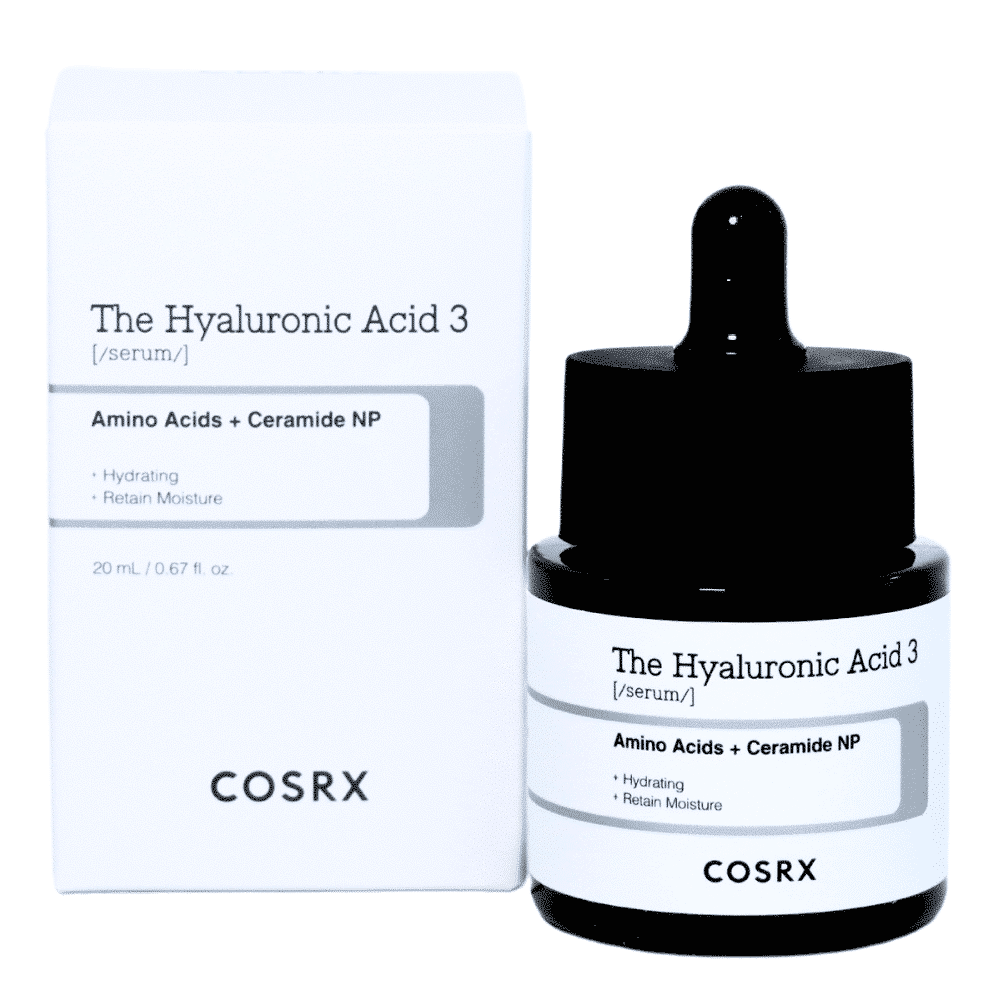 The Hyaluronic Acid 3
[/serum/]
Amino Acids + Ceramide NP
+ Hydrating
+ Retain Moisture
20 mL / 0.67 fl. oz.
COSRX
The Hyaluronic Acid 3
[/serum/]
Amino Acids + Ceramide NP
+ Hydrating
+ Retain Moisture
COSRX